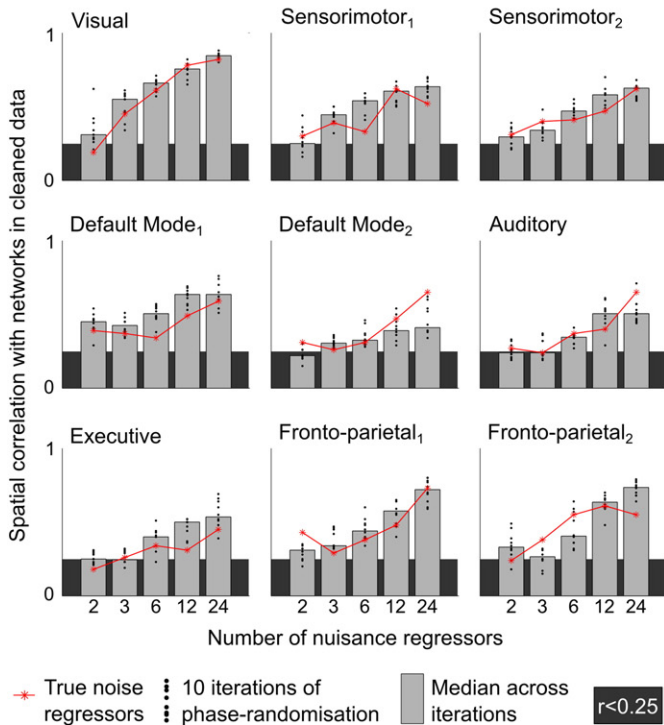 Visual
Sensorimotor₁
Sensorimotor₂
1
0
Default Mode₁
Default Mode₂
Auditory
1
0
Executive
Fronto-parietal₁
Fronto-parietal₂
1
0
2 3 6 12 24
2 3 6 12 24
2 3 6 12 24
Spatial correlation with networks in cleaned data
Number of nuisance regressors
True noise
regressors
10 iterations of
phase-randomisation
Median across
iterations
r<0.25